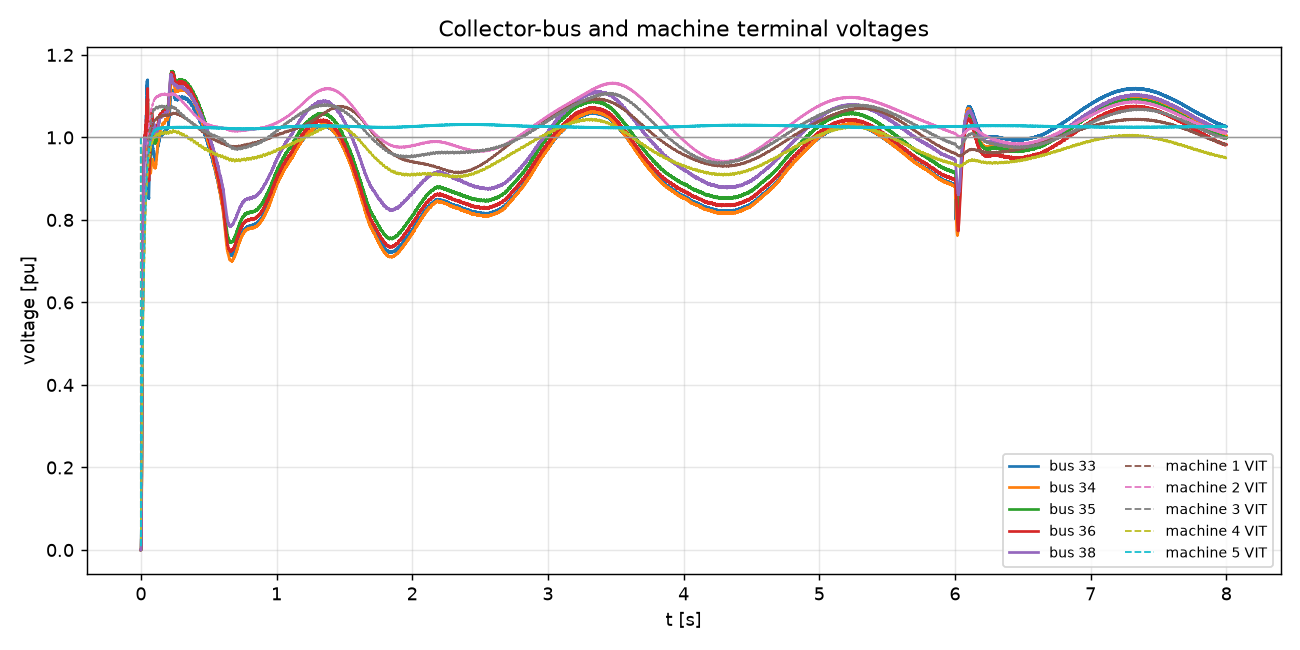 Collector-bus and machine terminal voltages
voltage [pu]
1.2
1.0
0.8
0.6
0.4
0.2
0.0
0 1 2 3 4 5 6 7 8
t [s]
bus 33 machine 1 VIT
bus 34 machine 2 VIT
bus 35 machine 3 VIT
bus 36 machine 4 VIT
bus 38 machine 5 VIT